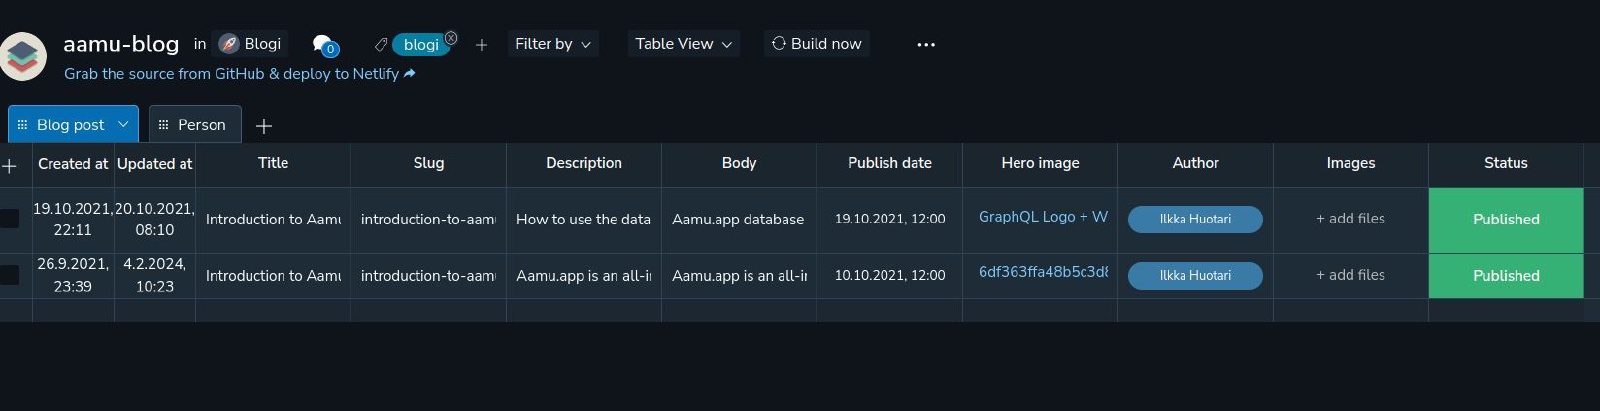 aamu-blog in Blogi 0 blogi + Filter by Table View Build now ...
Grab the source from GitHub & deploy to Netlify
Blog post Person +
+ Created at Updated at Title Slug Description Body Publish date Hero image Author Images Status
19.10.2021, 22:11 20.10.2021, 08:10 Introduction to Aamu introduction-to-aam How to use the data Aamu.app database 19.10.2021, 12:00 GraphQL Logo + W Ilkka Huotari + add files Published
26.9.2021, 23:39 4.2.2024, 10:23 Introduction to Aamu introduction-to-aam Aamu.app is an all-i Aamu.app is an all-i 10.10.2021, 12:00 6df363ffa48b5c3d Ilkka Huotari + add files Published